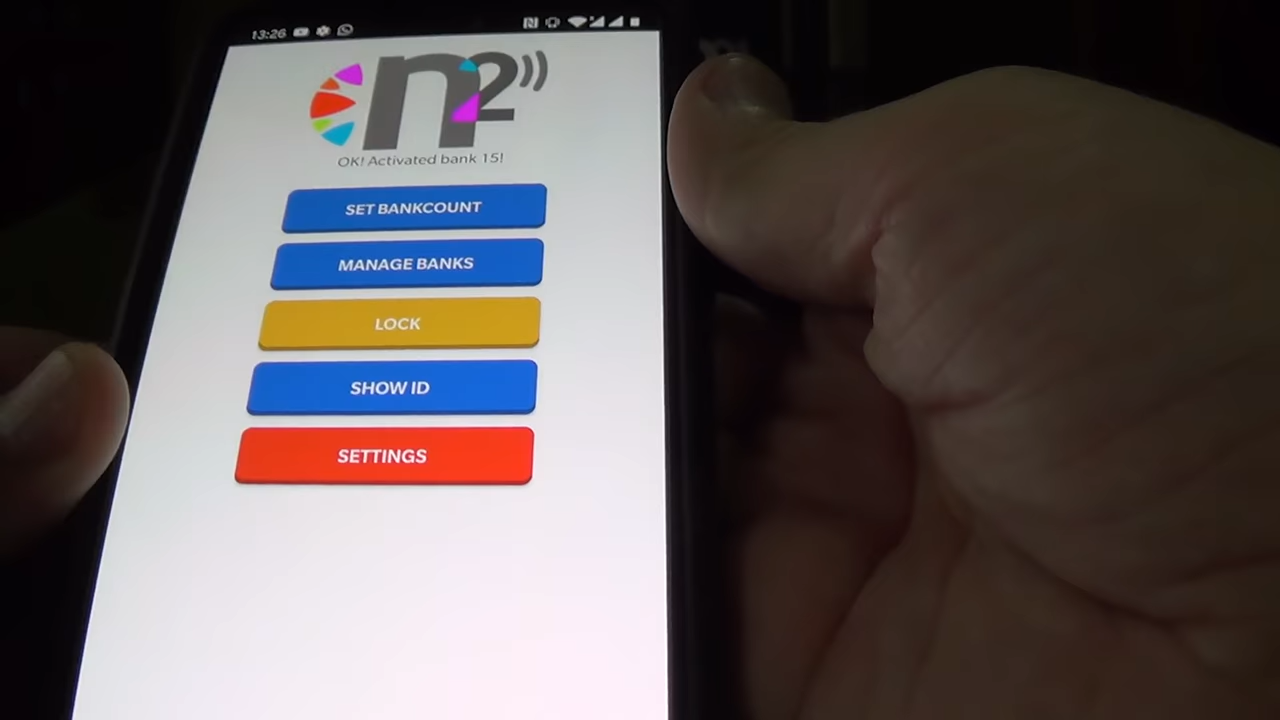 13:26
n2
OK! Activated bank 15!
SET BANKCOUNT
MANAGE BANKS
LOCK
SHOW ID
SETTINGS